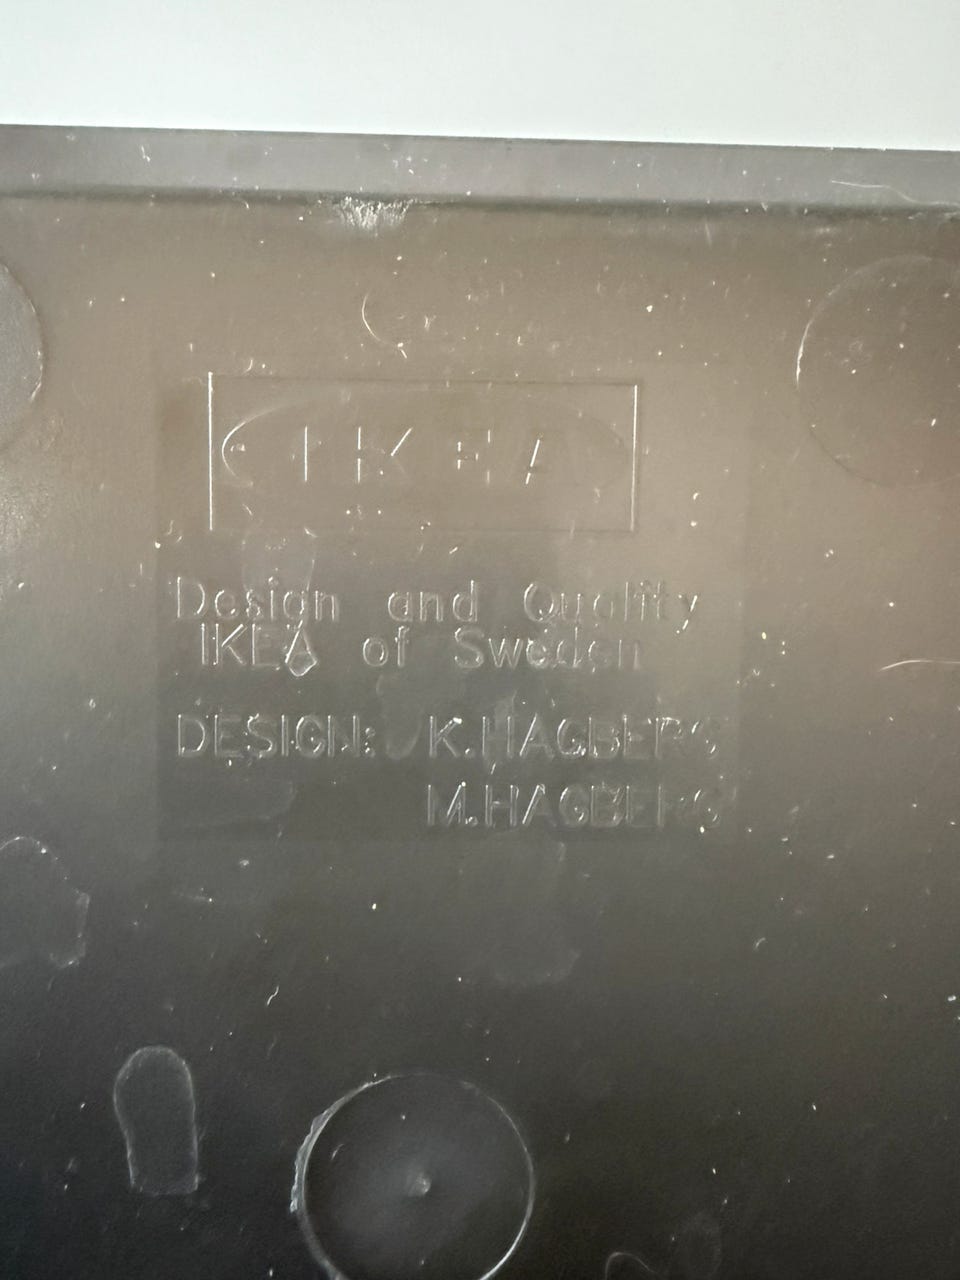 IKEA
Design and Quality
IKEA of Sweden
DESIGN: K.HAGBERG
M.HAGBERG